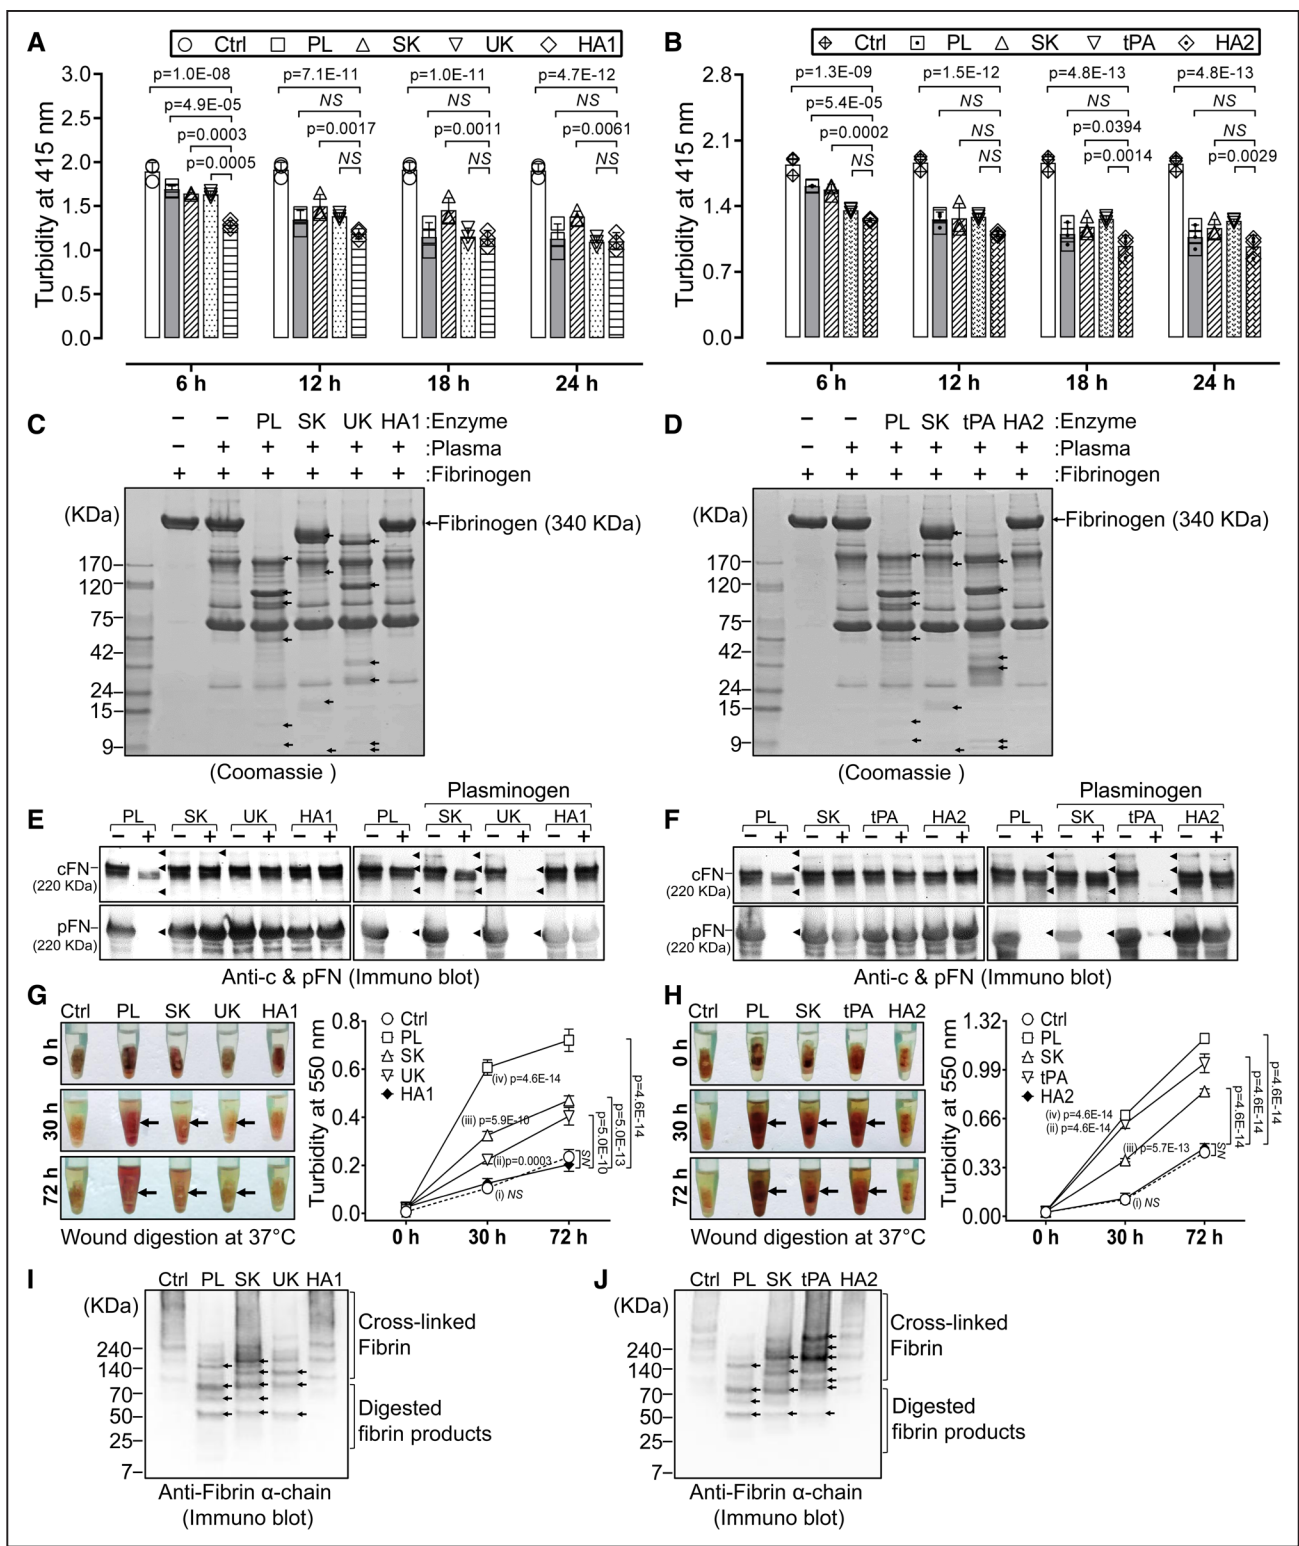 A
Ctrl PL SK UK HA1
Turbidity at 415 nm
3.0
2.5
2.0
1.5
1.0
0.5
0.0
p=1.0E-08
p=4.9E-05
p=0.0003
p=0.0005
p=7.1E-11
NS
p=0.0017
NS
p=1.0E-11
NS
p=0.0011
NS
p=4.7E-12
NS
p=0.0061
NS
6 h 12 h 18 h 24 h
B
Ctrl PL SK tPA HA2
Turbidity at 415 nm
2.8
2.1
1.4
0.7
0.0
p=1.3E-09
p=5.4E-05
p=0.0002
NS
p=1.5E-12
NS
NS
NS
p=4.8E-13
NS
p=0.0394
p=0.0014
p=4.8E-13
NS
NS
p=0.0029
6 h 12 h 18 h 24 h
C
− − PL SK UK HA1 :Enzyme
− + + + + + :Plasma
+ + + + + + :Fibrinogen
(KDa)
Fibrinogen (340 KDa)
170
120
75
42
24
15
9
(Coomassie )
D
− − PL SK tPA HA2 :Enzyme
− + + + + + :Plasma
+ + + + + + :Fibrinogen
(KDa)
Fibrinogen (340 KDa)
170
120
75
42
24
15
9
(Coomassie )
E
Plasminogen
PL SK UK HA1 PL SK UK HA1
− + − + − + − + − + − + − + − +
cFN
(220 KDa)
pFN
(220 KDa)
Anti-c & pFN (Immuno blot)
F
Plasminogen
PL SK tPA HA2 PL SK tPA HA2
− + − + − + − + − + − + − + − +
cFN
(220 KDa)
pFN
(220 KDa)
Anti-c & pFN (Immuno blot)
G
Ctrl PL SK UK HA1
0 h
30 h
72 h
Wound digestion at 37°C
Turbidity at 550 nm
0.8
0.6
0.4
0.2
0.0
Ctrl
PL
SK
UK
HA1
(iv) p=4.6E-14
(iii) p=5.9E-10
(ii)p=0.0003
(i) NS
NS
p=5.0E-10
p=5.0E-13
p=4.6E-14
0 h 30 h 72 h
H
Ctrl PL SK tPA HA2
0 h
30 h
72 h
Wound digestion at 37°C
Turbidity at 550 nm
1.32
0.99
0.66
0.33
0.00
Ctrl
PL
SK
tPA
HA2
(iv) p=4.6E-14
(ii) p=4.6E-14
(iii) p=5.7E-13
(i) NS
NS
p=4.6E-14
p=4.6E-14
p=4.6E-14
0 h 30 h 72 h
I
Ctrl PL SK UK HA1
(KDa)
240
140
70
50
25
7
Cross-linked
Fibrin
Digested
fibrin products
Anti-Fibrin α-chain
(Immuno blot)
J
Ctrl PL SK tPA HA2
(KDa)
240
140
70
50
25
7
Cross-linked
Fibrin
Digested
fibrin products
Anti-Fibrin α-chain
(Immuno blot)